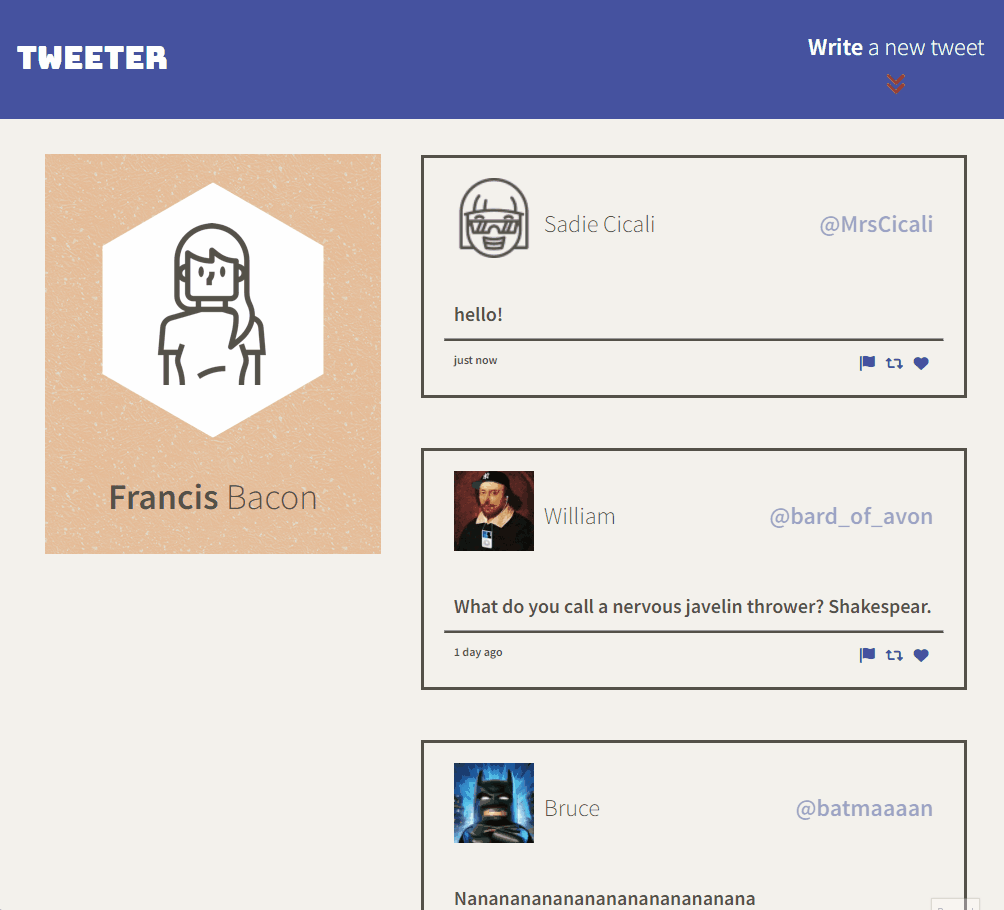 TWEETER
Write a new tweet
Francis Bacon
Sadie Cicali
@MrsCicali
hello!
just now
William
@bard_of_avon
What do you call a nervous javelin thrower? Shakespear.
1 day ago
Bruce
@batmaaaan
Nanananananananananananana